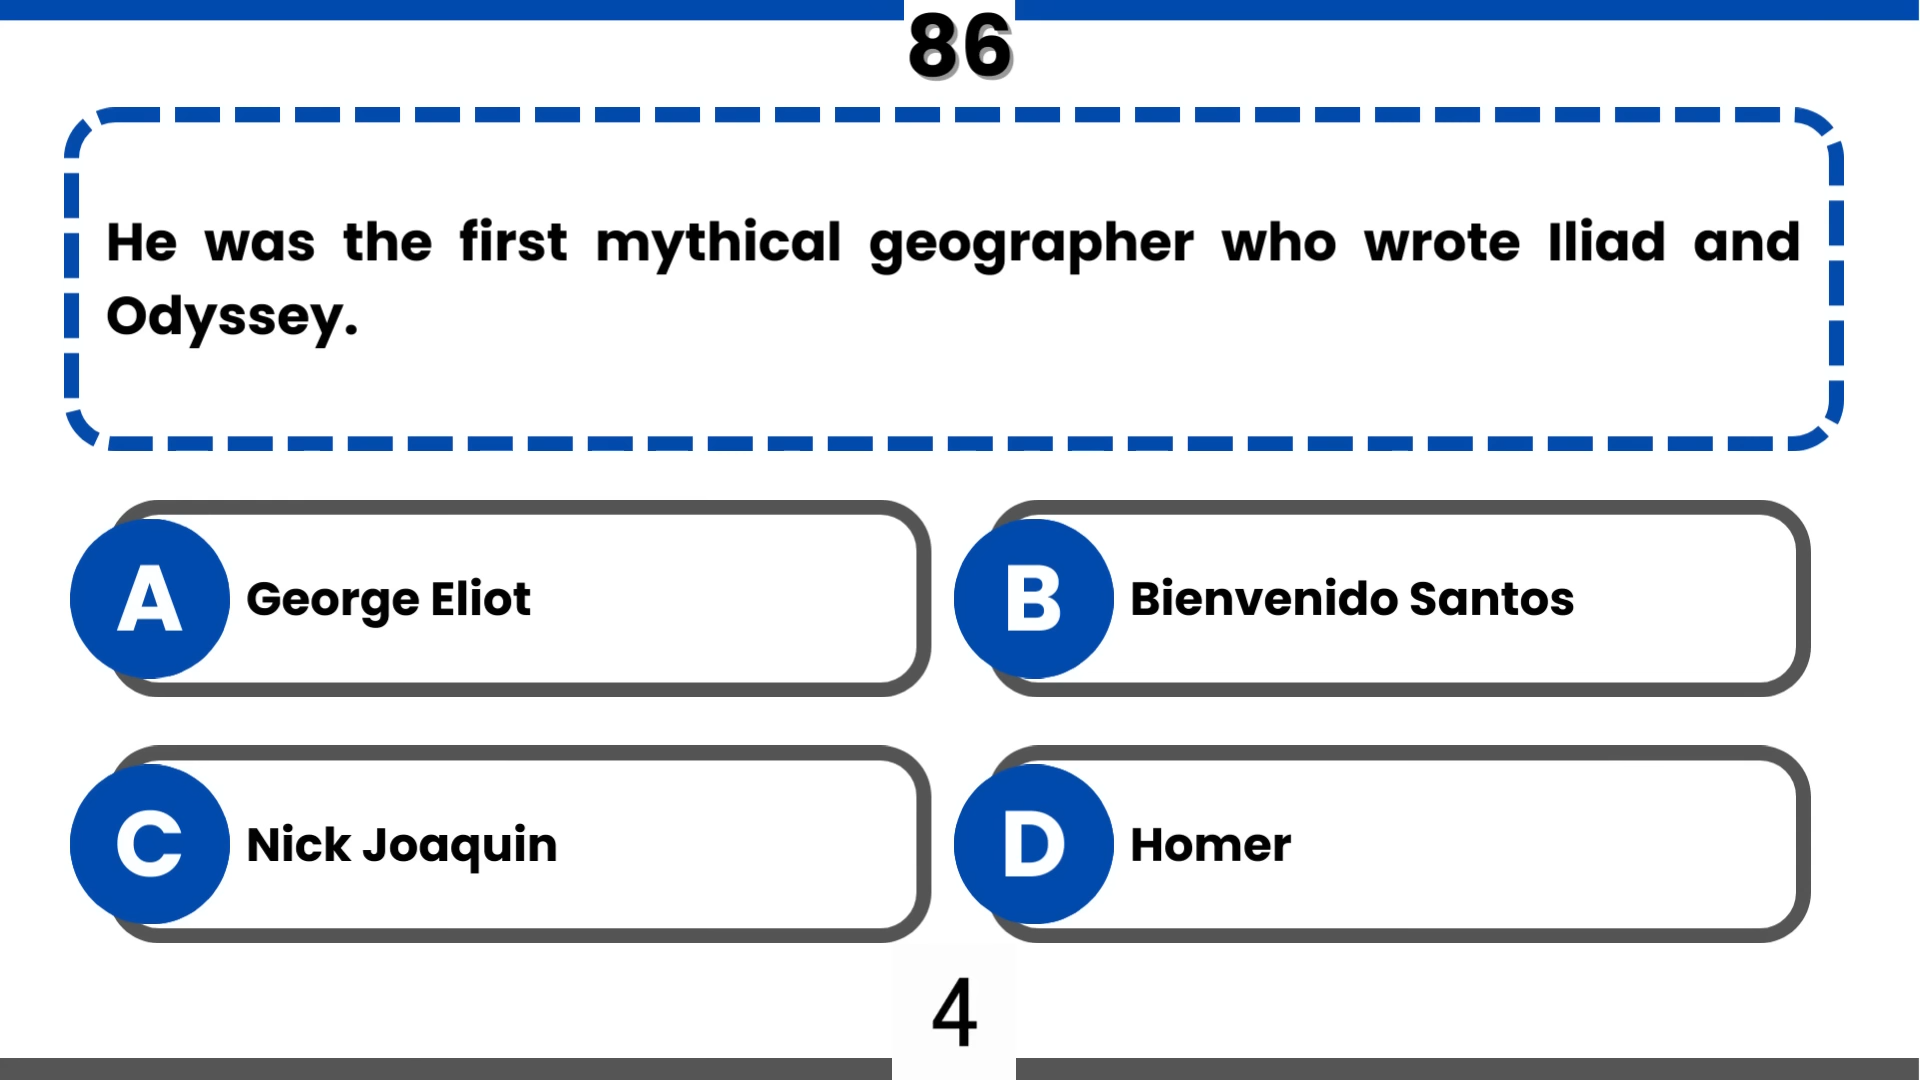 86
He was the first mythical geographer who wrote Iliad and
Odyssey.
A George Eliot
B Bienvenido Santos
C Nick Joaquin
D Homer
4